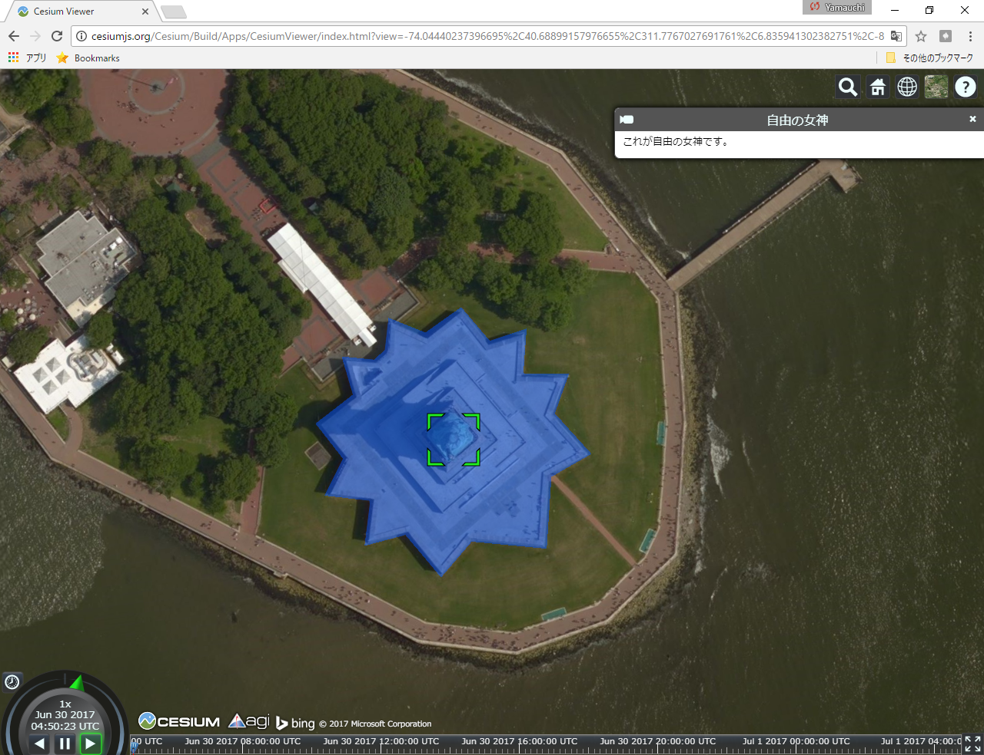 Cesium Viewer
Yamauchi
cesiumjs.org/Cesium/Build/Apps/CesiumViewer/index.html?view=-74.04440237396695%2C40.68899157976655%2C311.7767027691761%2C6.835941302382751%2C-8
アプリ Bookmarks その他のブックマーク
自由の女神
これが自由の女神です。
1x
Jun 30 2017
04:50:23 UTC
CESIUM agi bing © 2017 Microsoft Corporation
00 UTC Jun 30 2017 08:00:00 UTC Jun 30 2017 12:00:00 UTC Jun 30 2017 16:00:00 UTC Jun 30 2017 20:00:00 UTC Jul 1 2017 00:00:00 UTC Jul 1 2017 04:00:0